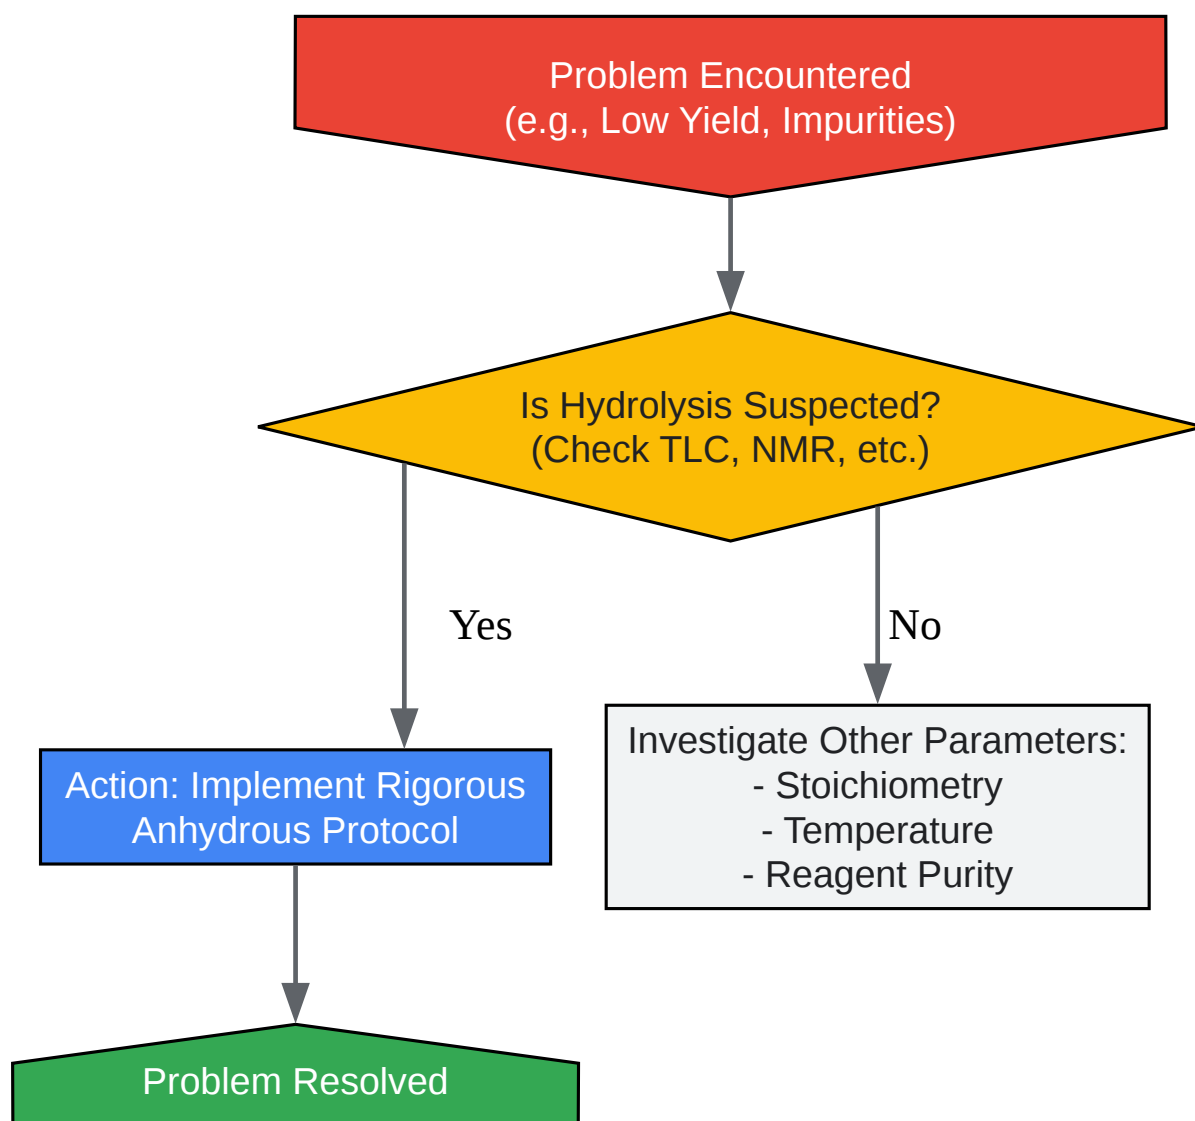 Problem Encountered
(e.g., Low Yield, Impurities)
Is Hydrolysis Suspected?
(Check TLC, NMR, etc.)
Yes
No
Investigate Other Parameters:
- Stoichiometry
- Temperature
- Reagent Purity
Action: Implement Rigorous
Anhydrous Protocol
Problem Resolved